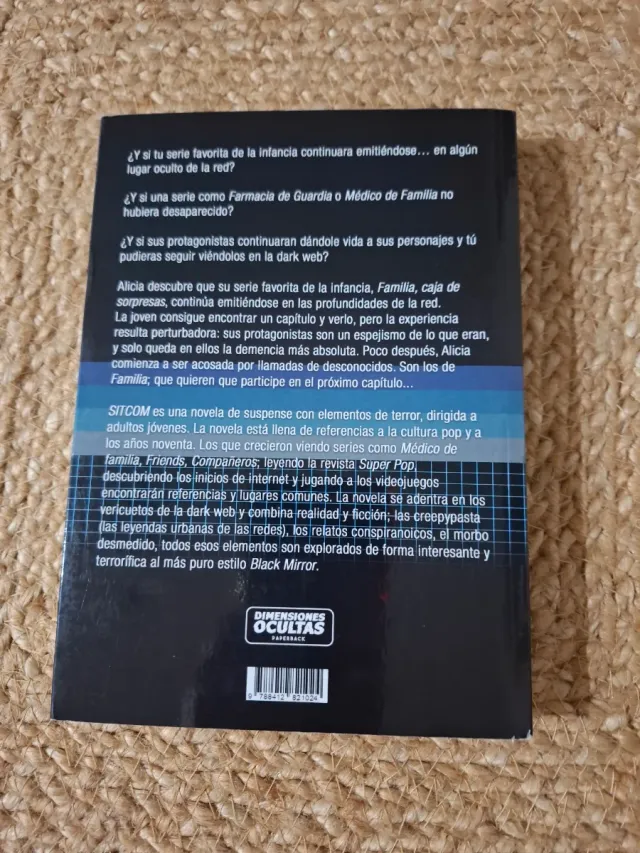 ¿Y si tu serie favorita de la infancia continuara emitiéndose... en algún
lugar oculto de la red?
¿Y si una serie como Farmacia de Guardia o Médico de Familia no
hubiera desaparecido?
¿Y si sus protagonistas continuaran dándole vida a sus personajes y tú
pudieras seguir viéndolos en la dark web?
Alicia descubre que su serie favorita de la infancia, Familia, caja de
sorpresas, continúa emitiéndose en las profundidades de la red.
La joven consigue encontrar un capítulo y verlo, pero la experiencia
resulta perturbadora: sus protagonistas son un espejismo de lo que eran,
y solo queda en ellos la demencia más absoluta. Poco después, Alicia
comienza a ser acosada por llamadas de desconocidos. Son los de
Familia; que quieren que participe en el próximo capítulo...
SITCOM es una novela de suspense con elementos de terror, dirigida a
adultos jóvenes. La novela está llena de referencias a la cultura pop y a
los años noventa. Los que crecieron viendo series como Médico de
familia, Friends, Compañeros; leyendo la revista Super Pop,
descubriendo los inicios de internet y jugando a los videojuegos
encontrarán referencias y lugares comunes. La novela se adentra en los
vericuetos de la dark web y combina realidad y ficción; las creepypasta
(las leyendas urbanas de las redes), los relatos conspiranoicos, el morbo
desmedido, todos esos elementos son explorados de forma interesante y
terrorífica al más puro estilo Black Mirror.
DIMENSIONES
OCULTAS
PAPERBACK
9 788412 821024